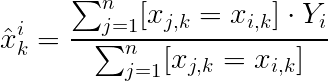 \hat{x}_k^i = \frac{\sum_{j=1}^{n} [x_{j,k} = x_{i,k}] \cdot Y_i}{\sum_{j=1}^{n} [x_{j,k} = x_{i,k}]}